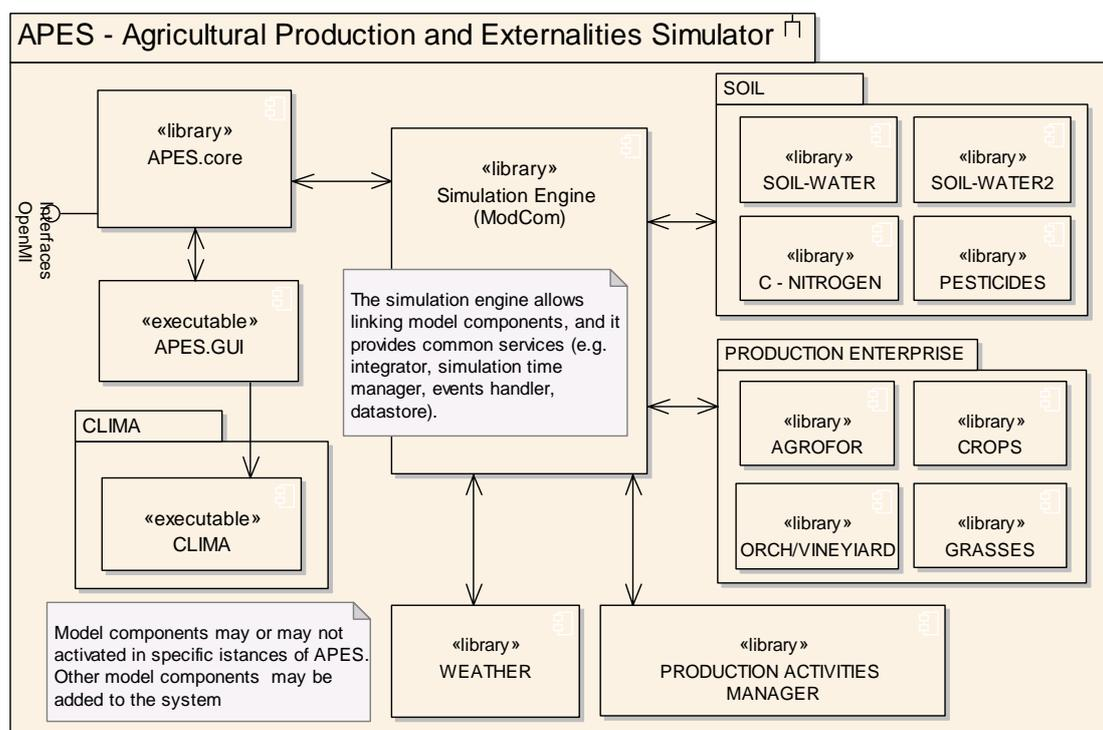 APES - Agricultural Production and Externalities Simulator
«library»
APES.core
Interfaces
OpenMI
«executable»
APES.GUI
CLIMA
«executable»
CLIMA
Model components may or may not
activated in specific istances of APES.
Other model components may be
added to the system
«library»
Simulation Engine
(ModCom)
The simulation engine allows
linking model components, and it
provides common services (e.g.
integrator, simulation time
manager, events handler,
datastore).
«library»
WEATHER
«library»
PRODUCTION ACTIVITIES
MANAGER
SOIL
«library»
SOIL-WATER
«library»
SOIL-WATER2
«library»
C - NITROGEN
«library»
PESTICIDES
PRODUCTION ENTERPRISE
«library»
AGROFOR
«library»
CROPS
«library»
ORCH/VINEYIARD
«library»
GRASSES